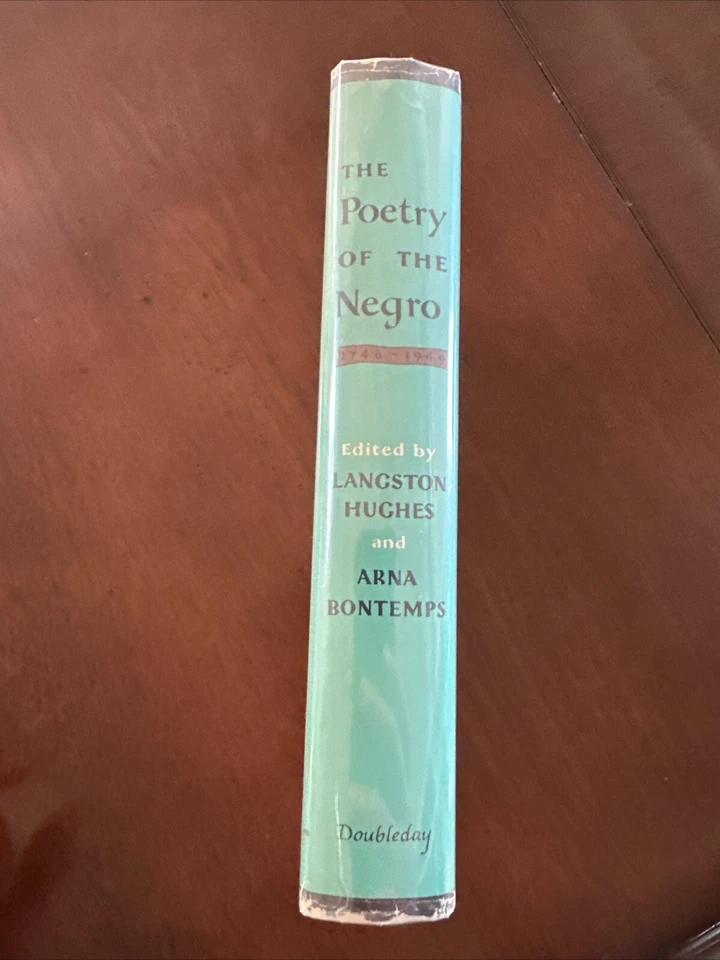 THE
Poetry
OF THE
Negro
1746-1949
Edited by
LANGSTON
HUGHES
and
ARNA
BONTEMPS
Doubleday